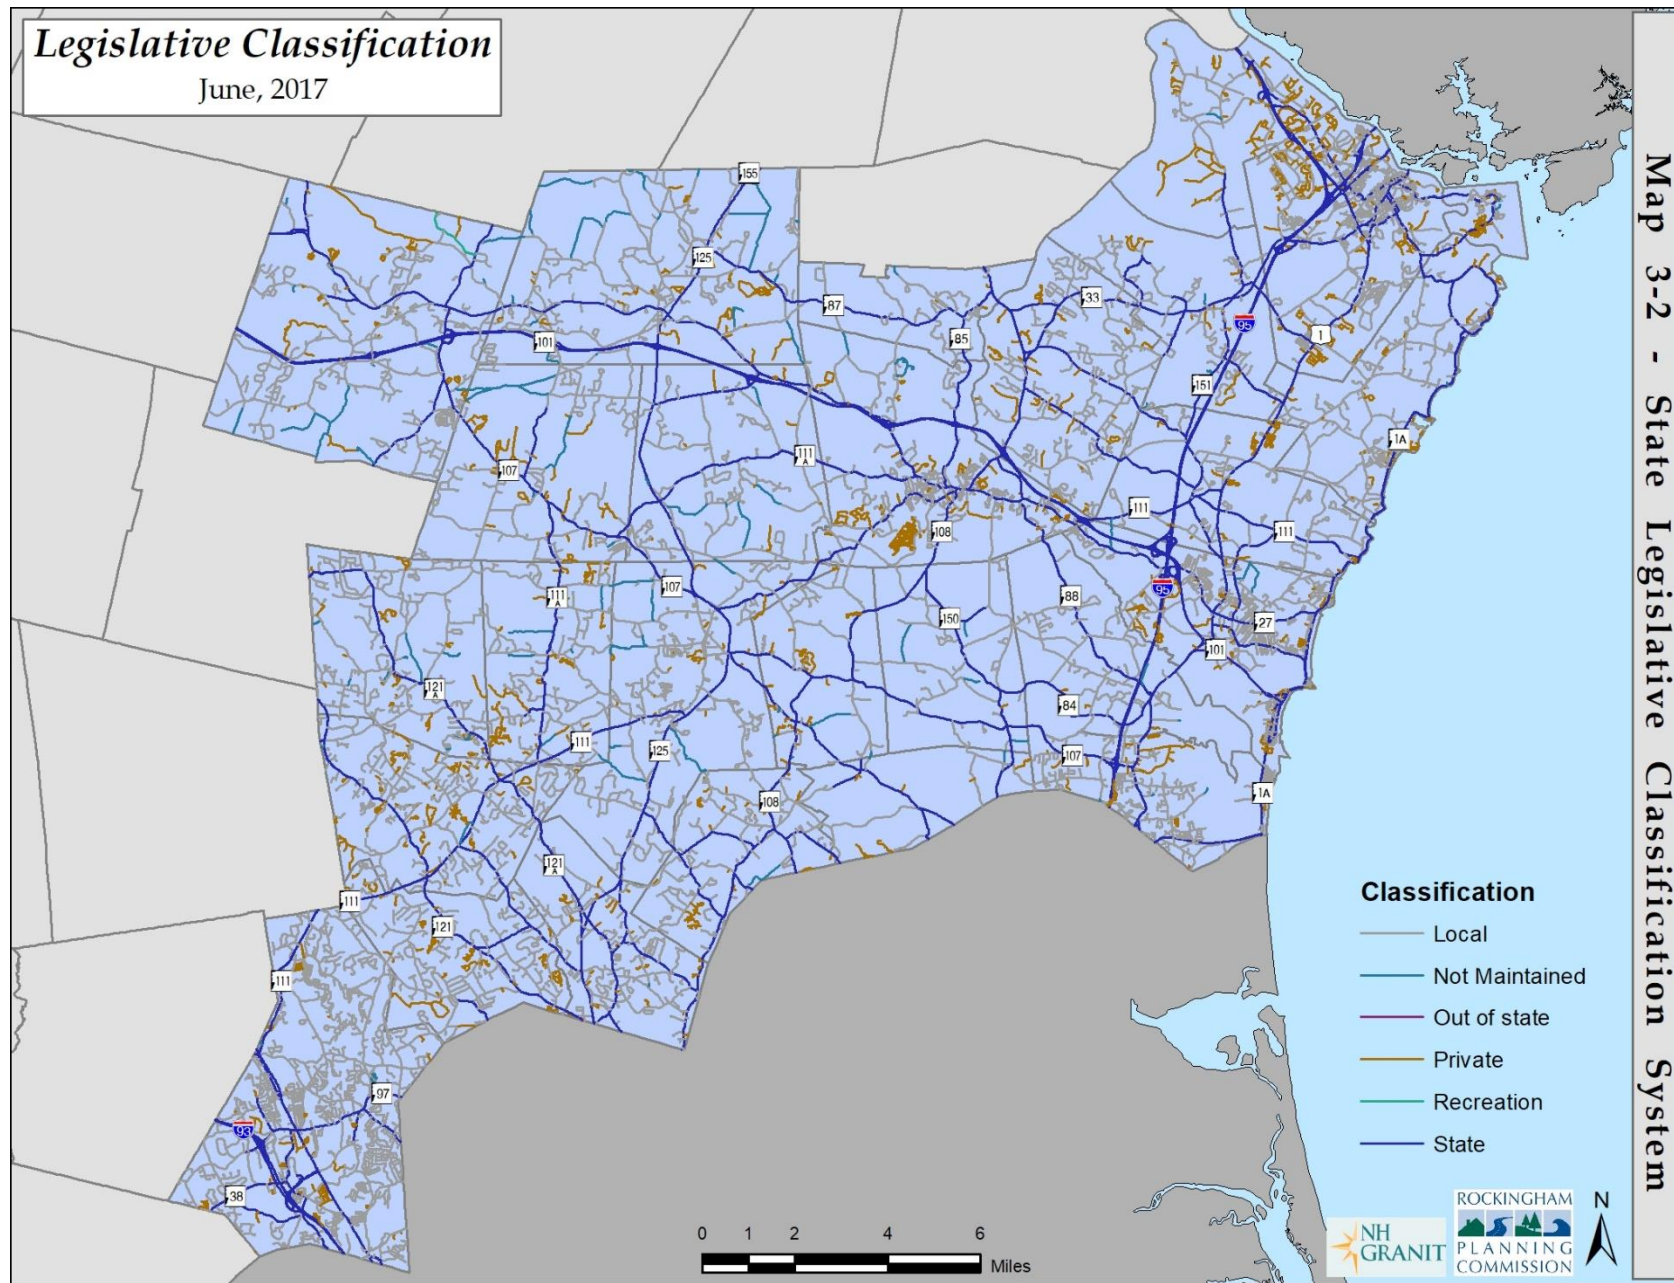 Legislative Classification
June, 2017
Map 3-2 - State Legislative Classification System
155
125
87
33
95
1
85
101
151
1A
107
111
A
108
111
111
111
A
107
88
95
150
27
101
121
A
84
111
125
107
108
1A
121
A
111
121
111
97
93
38
Classification
Local
Not Maintained
Out of state
Private
Recreation
State
0 1 2 4 6
Miles
NH
GRANIT
ROCKINGHAM
PLANNING
COMMISSION
N